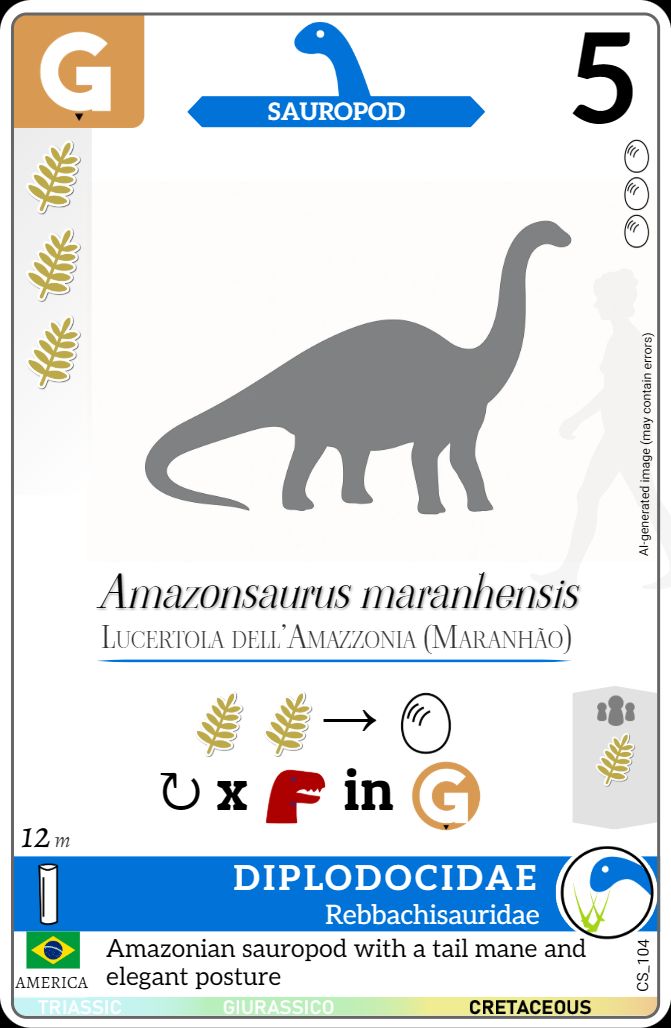 G
SAUROPOD
5
AI-generated image (may contain errors)
Amazonsaurus maranhensis
Lucertola dell'Amazzonia (Maranhão)
x in G
12 m
DIPLODOCIDAE
Rebbachisauridae
AMERICA
Amazonian sauropod with a tail mane and
elegant posture
CS_104
TRIASSIC GIURASSICO CRETACEOUS